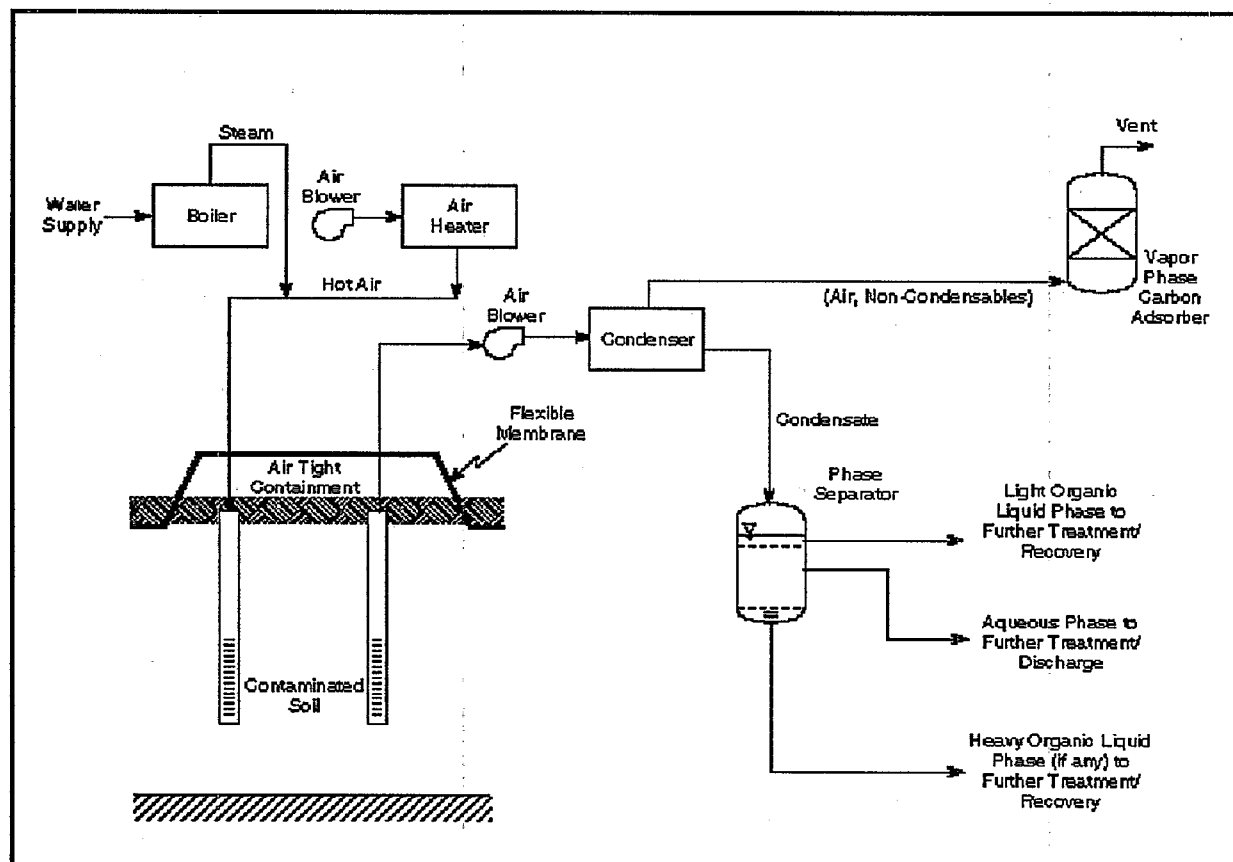 Steam
Water
Supply
Boiler
Air
Blower
Air
Heater
Hot Air
Air
Blower
Condenser
(Air, Non-Condensables)
Vent
Vapor
Phase
Carbon
Adsorber
Flexible
Membrane
Air Tight
Containment
Contaminated
Soil
Condensate
Phase
Separator
Light Organic
Liquid Phase to
Further Treatment/
Recovery
Aqueous Phase to
Further Treatment/
Discharge
Heavy Organic Liquid
Phase (if any) to
Further Treatment/
Recovery